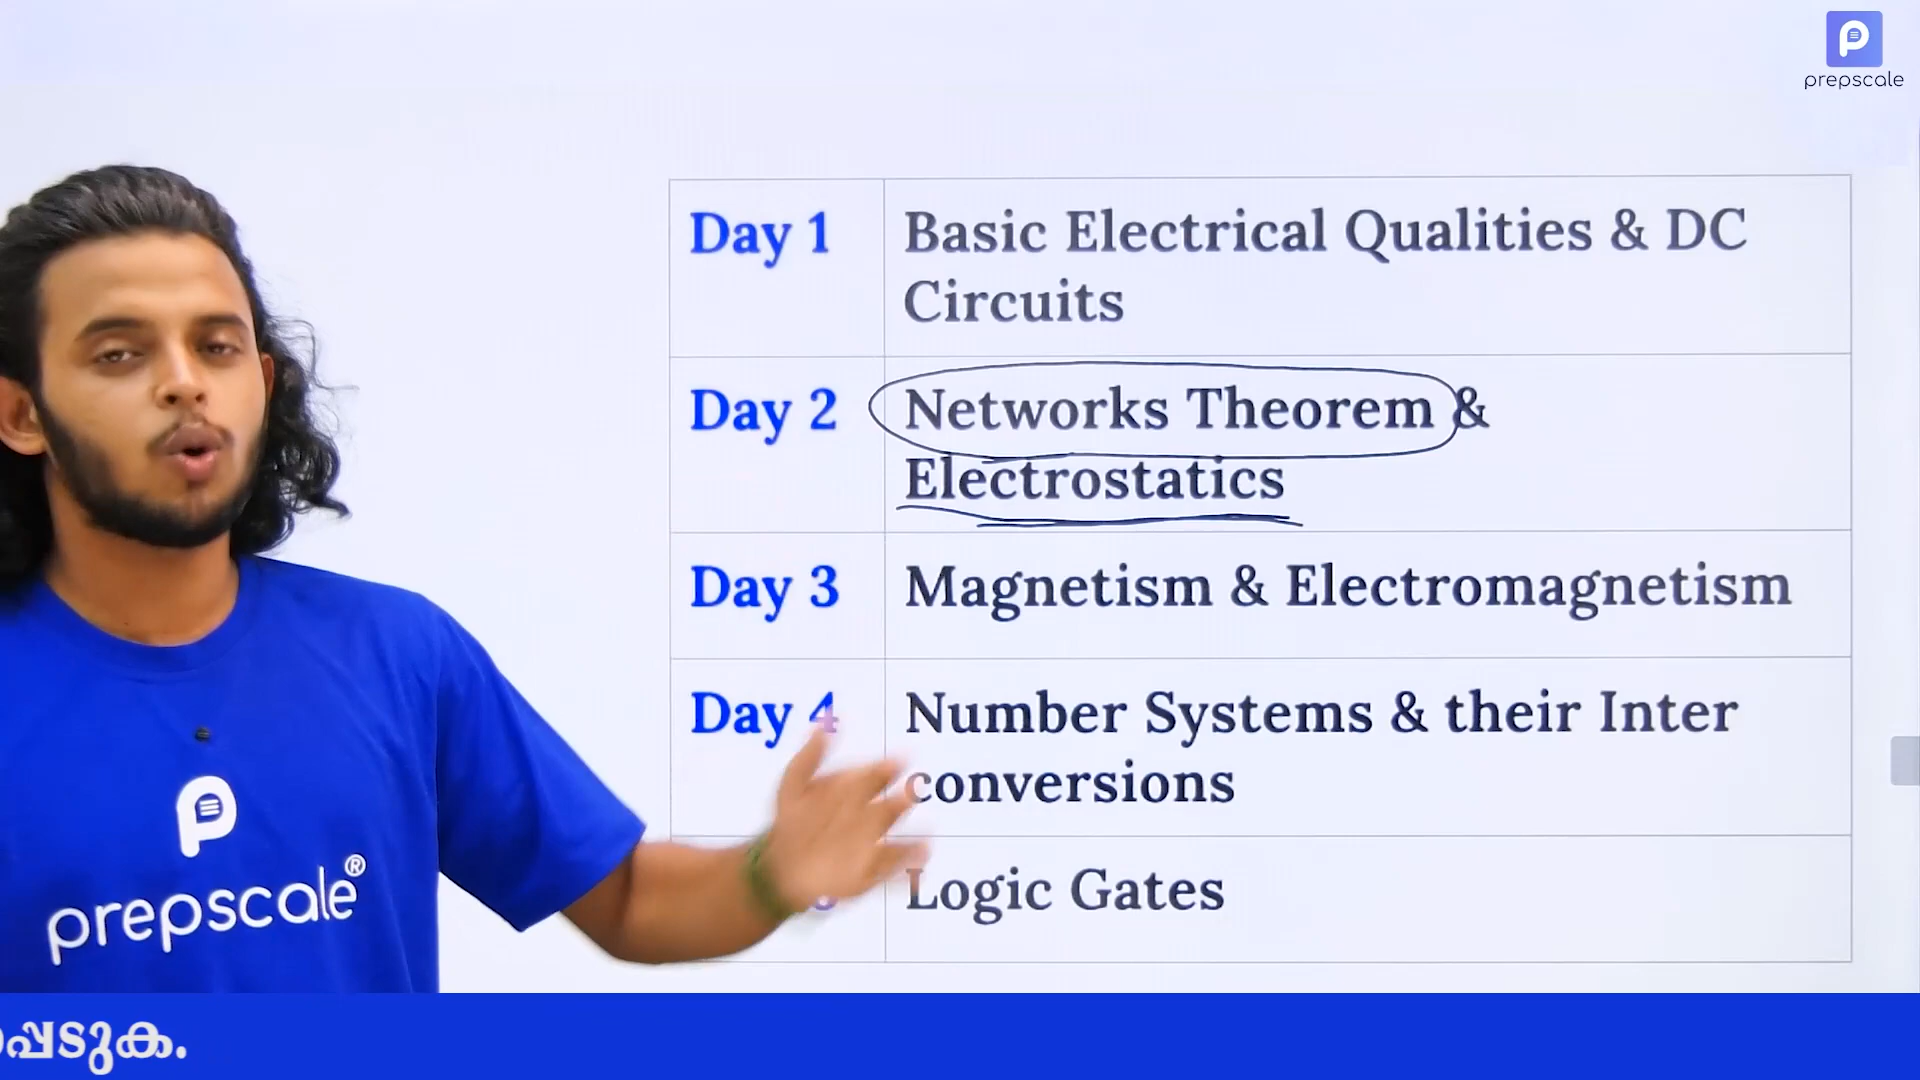 prepscale
Day 1
Basic Electrical Qualities & DC
Circuits
Day 2
Networks Theorem &
Electrostatics
Day 3
Magnetism & Electromagnetism
Day 4
Number Systems & their Inter
conversions
Logic Gates
prepscale®